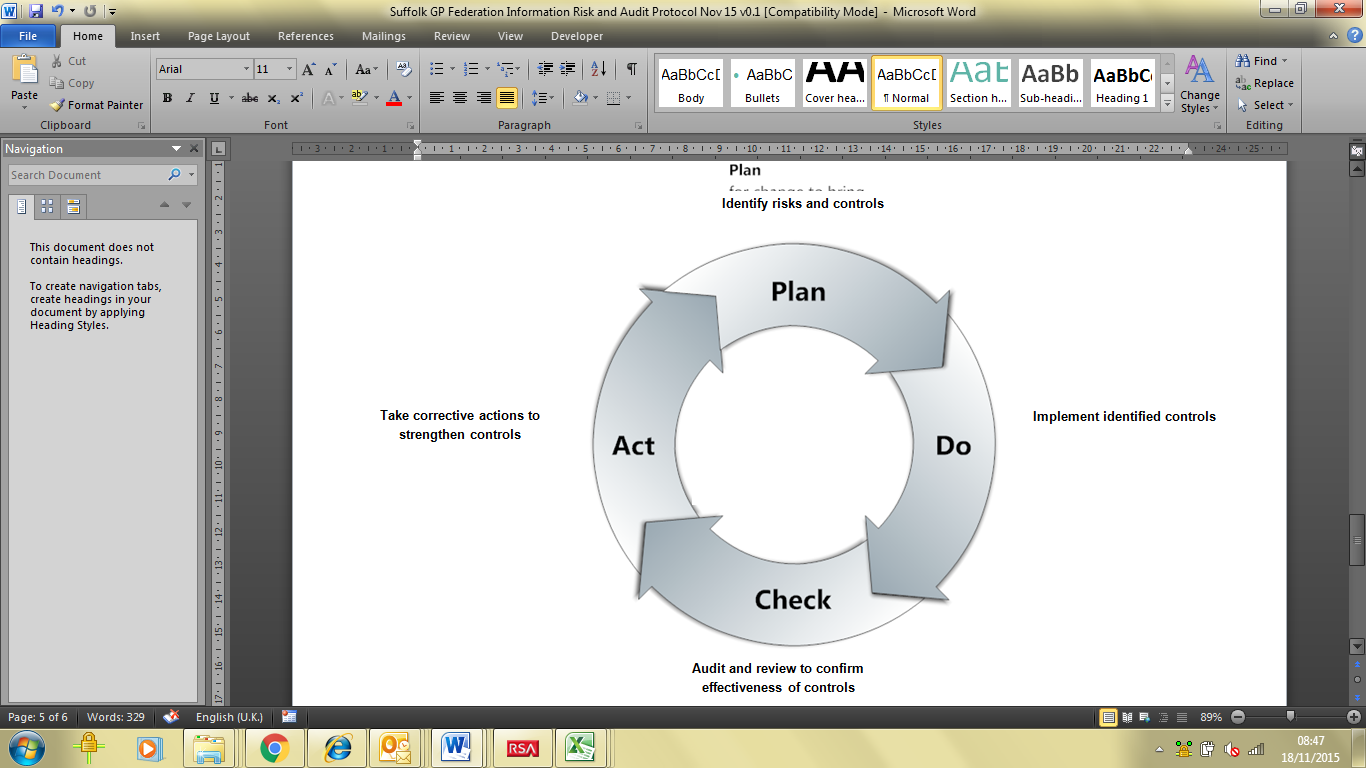 Suffolk GP Federation Information Risk and Audit Protocol Nov 15 v0.1 [Compatibility Mode] - Microsoft Word
File Home Insert Page Layout References Mailings Review View Developer
Paste
Cut
Copy
Format Painter
Clipboard
Arial 11
Font
Paragraph
AaBbCcD AaBbC AA AaBbCcD AaBb AaBb AaBbCc
Body Bullets Cover hea... ¶ Normal Section h... Sub-headi... Heading 1
Styles
Change
Styles
Find
Replace
Select
Editing
Navigation
Search Document
This document does not
contain headings.
To create navigation tabs,
create headings in your
document by applying
Heading Styles.
Plan
for change to bring
Identify risks and controls
Plan
Take corrective actions to
strengthen controls
Implement identified controls
Act
Do
Check
Audit and review to confirm
effectiveness of controls
Page: 5 of 6 Words: 329 English (U.K.) 89%
RSA
08:47
18/11/2015